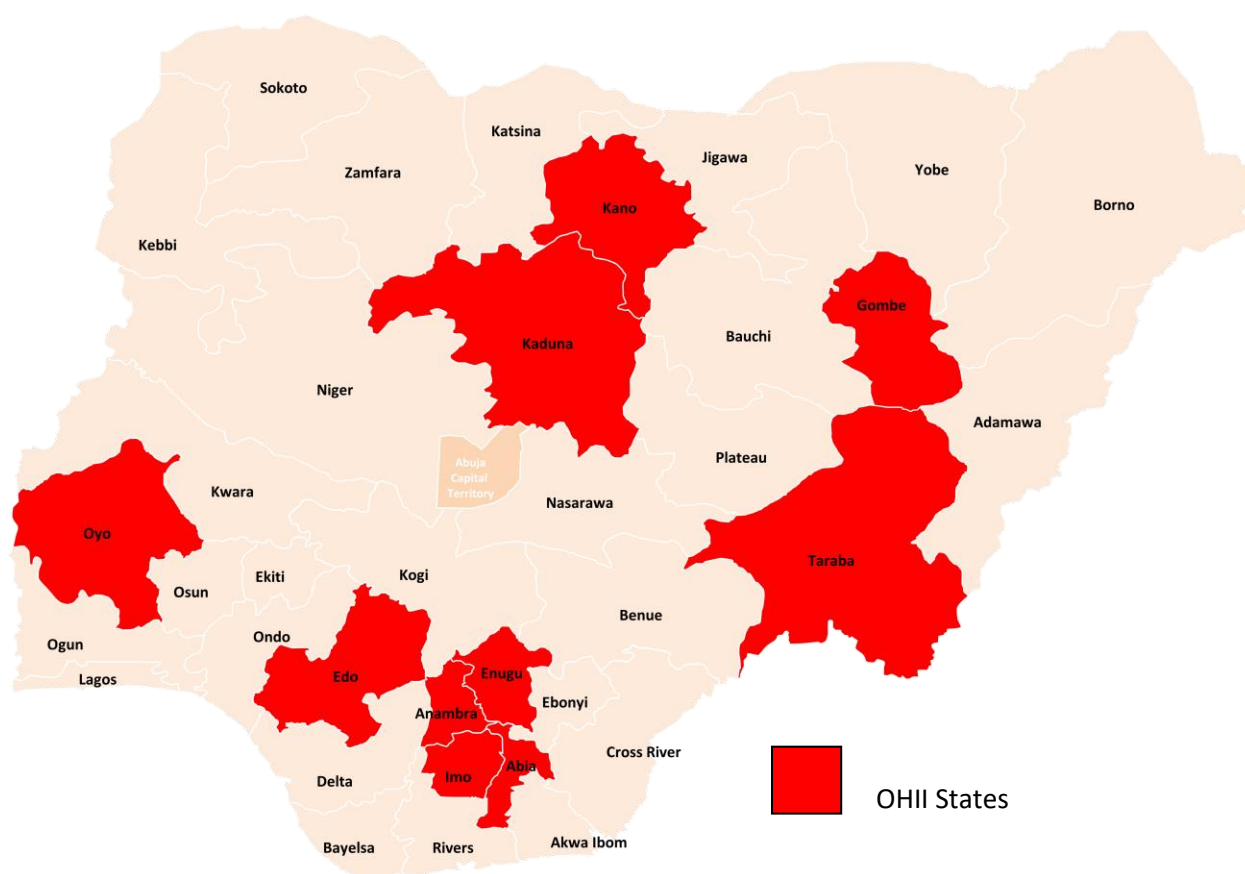 Sokoto
Katsina
Jigawa
Yobe
Zamfara
Kano
Borno
Kebbi
Gombe
Bauchi
Kaduna
Niger
Adamawa
Plateau
Abuja
Capital
Territory
Kwara
Nasarawa
Oyo
Taraba
Ekiti
Kogi
Osun
Benue
Ondo
Ogun
Edo
Enugu
Lagos
Ebonyi
Anambra
Cross River
Abia
Imo
Delta
OHII States
Akwa Ibom
Bayelsa
Rivers